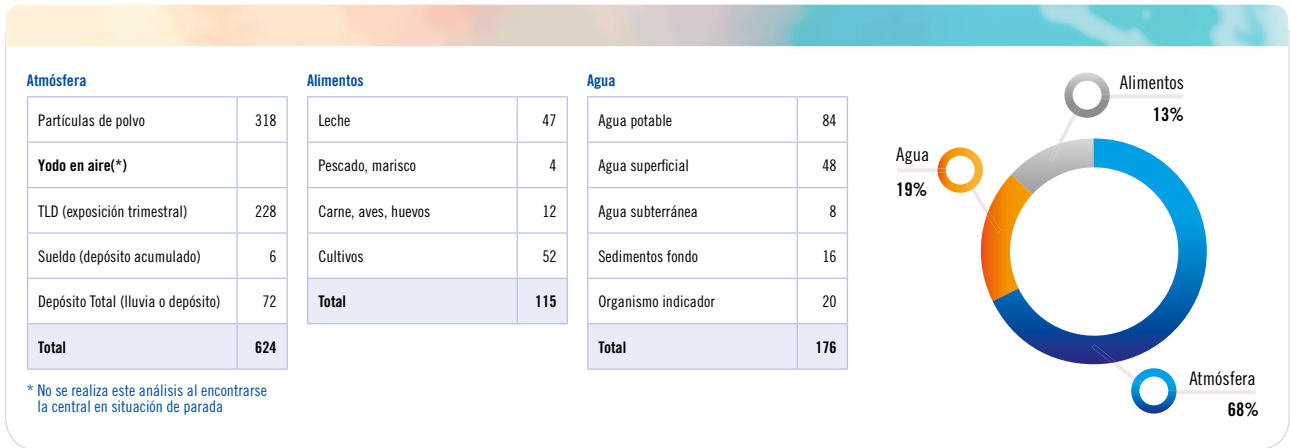 Atmósfera
Partículas de polvo 318
Yodo en aire(*)
TLD (exposición trimestral) 228
Sueldo (depósito acumulado) 6
Depósito Total (lluvia o depósito) 72
Total 624
* No se realiza este análisis al encontrarse
la central en situación de parada
Alimentos
Leche 47
Pescado, marisco 4
Carne, aves, huevos 12
Cultivos 52
Total 115
Agua
Agua potable 84
Agua superficial 48
Agua subterránea 8
Sedimentos fondo 16
Organismo indicador 20
Total 176
Alimentos
13%
Agua
19%
Atmósfera
68%